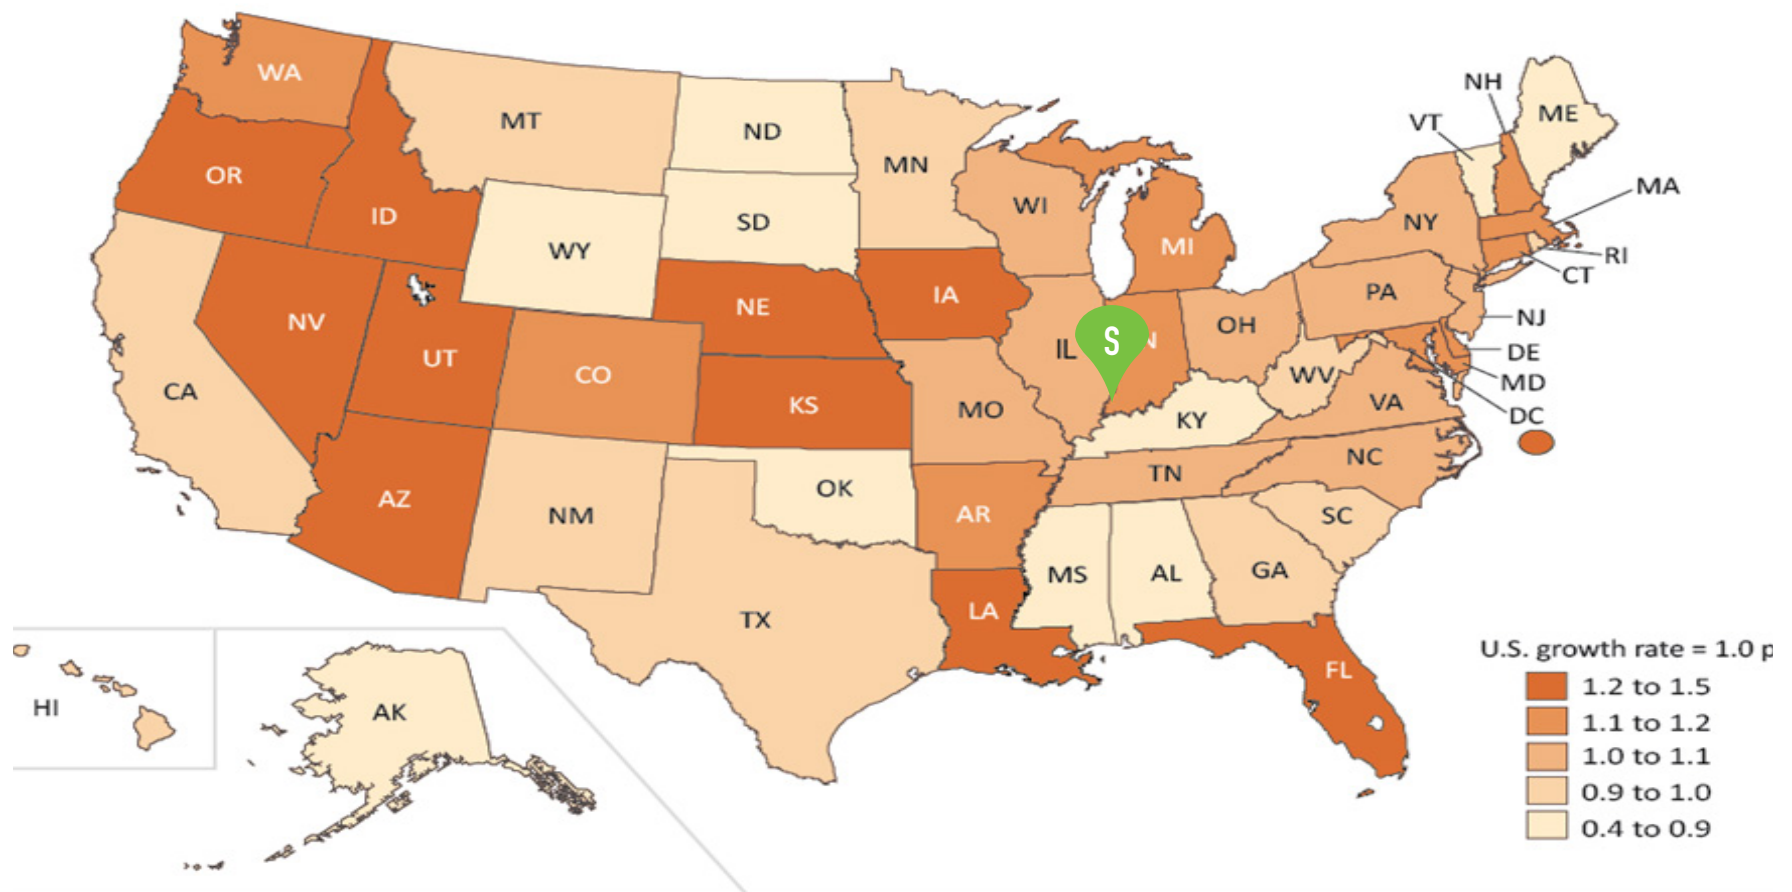 WA
MT
ND
MN
OR
ID
WY
SD
WI
MI
NY
VT
NH
ME
MA
RI
CT
NJ
DE
MD
DC
PA
OH
WV
VA
NV
UT
CO
NE
IA
IL
S
N
CA
KS
MO
KY
AZ
NM
OK
AR
TN
NC
SC
TX
LA
MS
AL
GA
FL
HI
AK
U.S. growth rate = 1.0 p
1.2 to 1.5
1.1 to 1.2
1.0 to 1.1
0.9 to 1.0
0.4 to 0.9